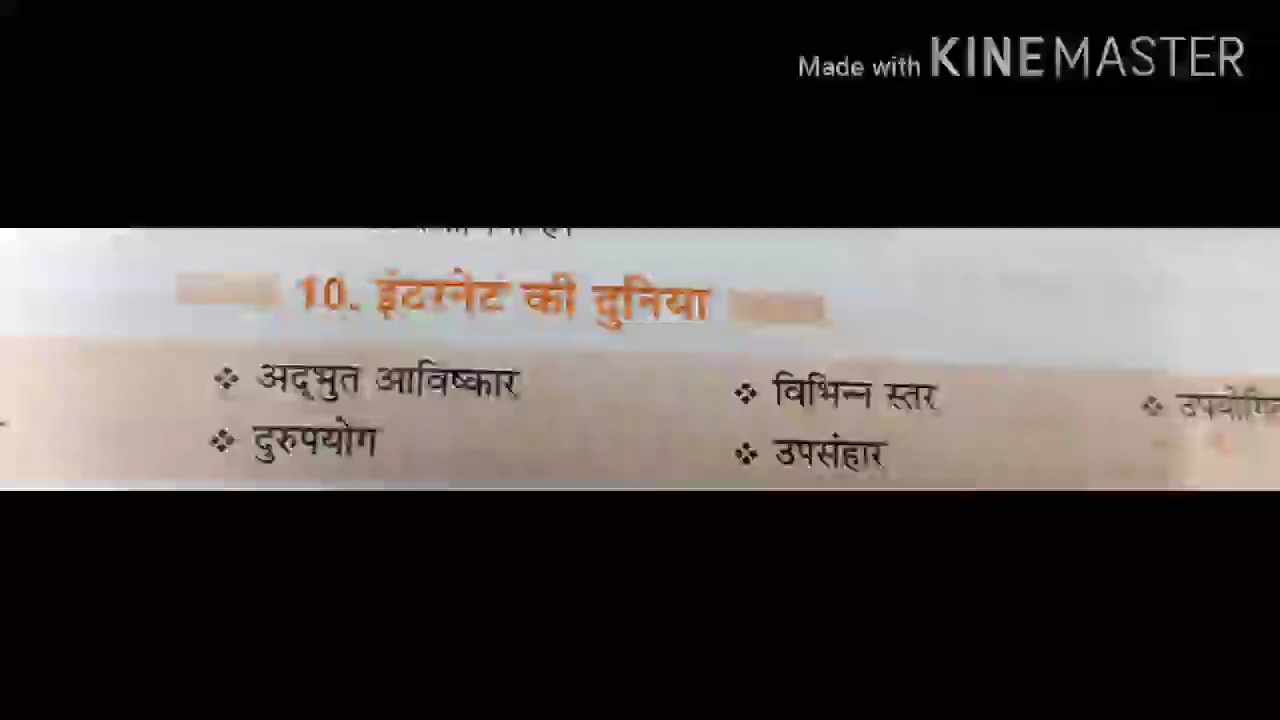 Made with KINEMASTER
10. इंटरनेट की दुनिया
❖ अद्भुत आविष्कार ❖ विभिन्न स्तर ❖
❖ दुरुपयोग ❖ उपसंहार